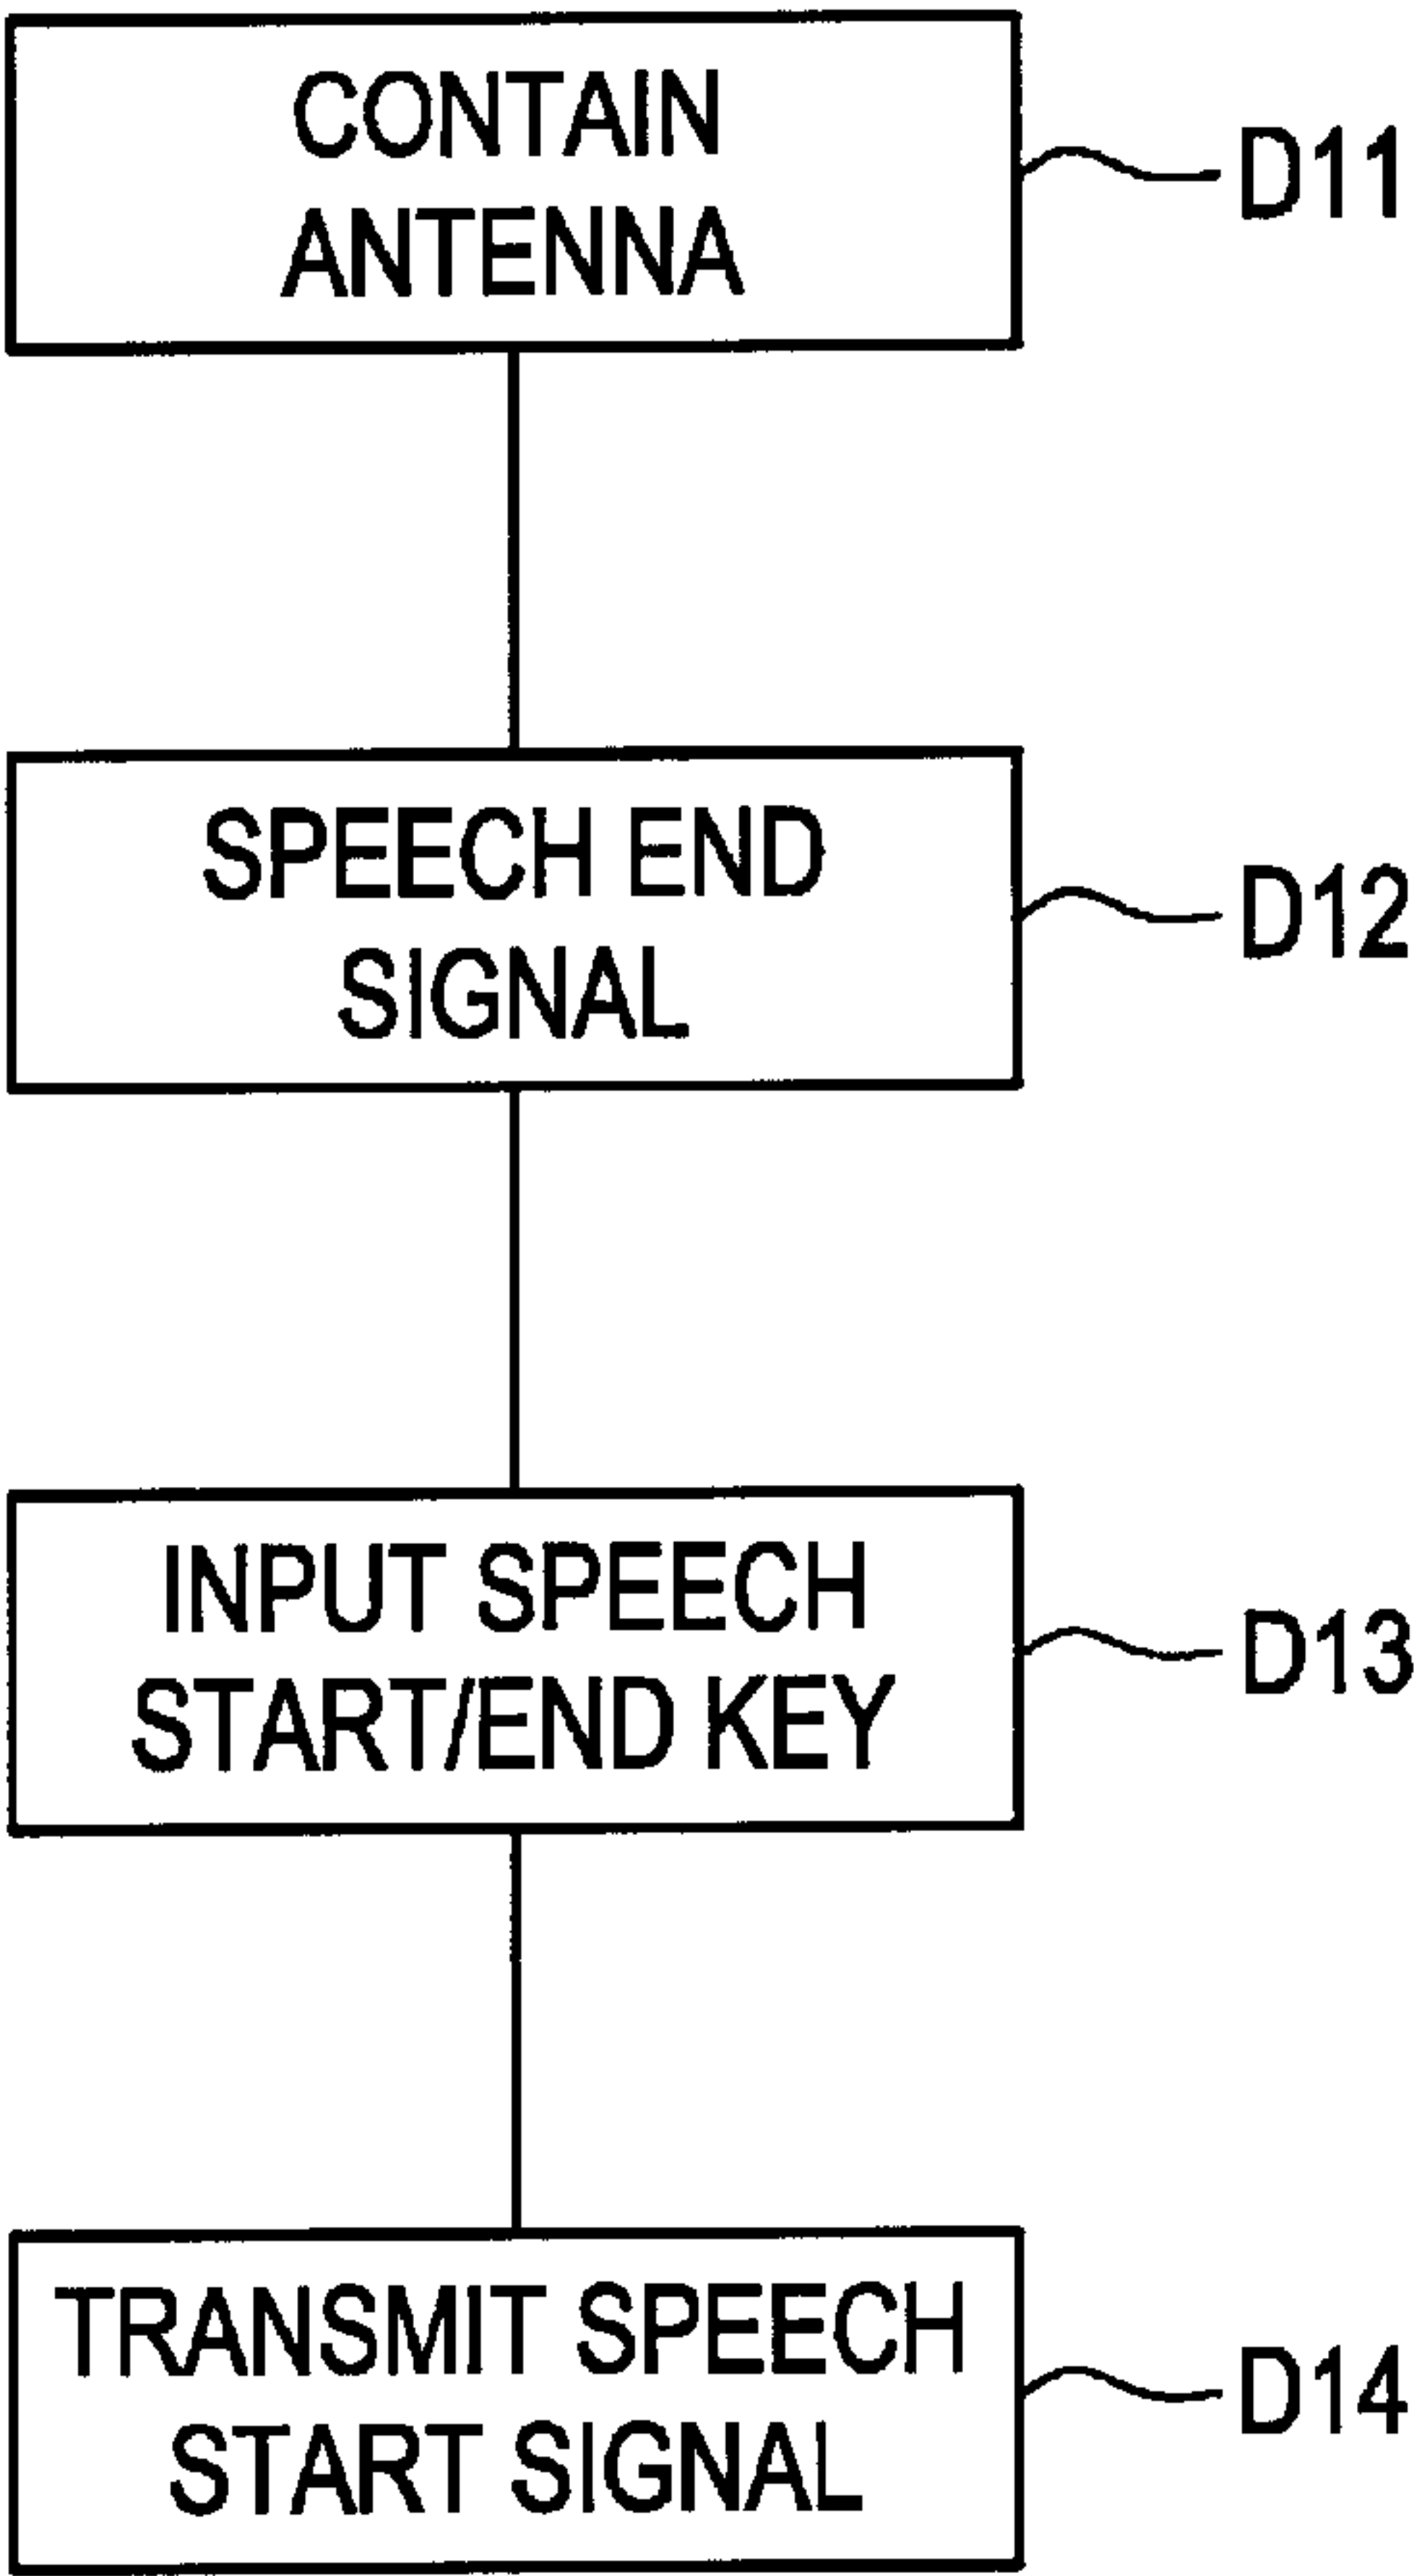 CONTAIN
ANTENNA
D11
SPEECH END
SIGNAL
D12
INPUT SPEECH
START/END KEY
D13
TRANSMIT SPEECH
START SIGNAL
D14